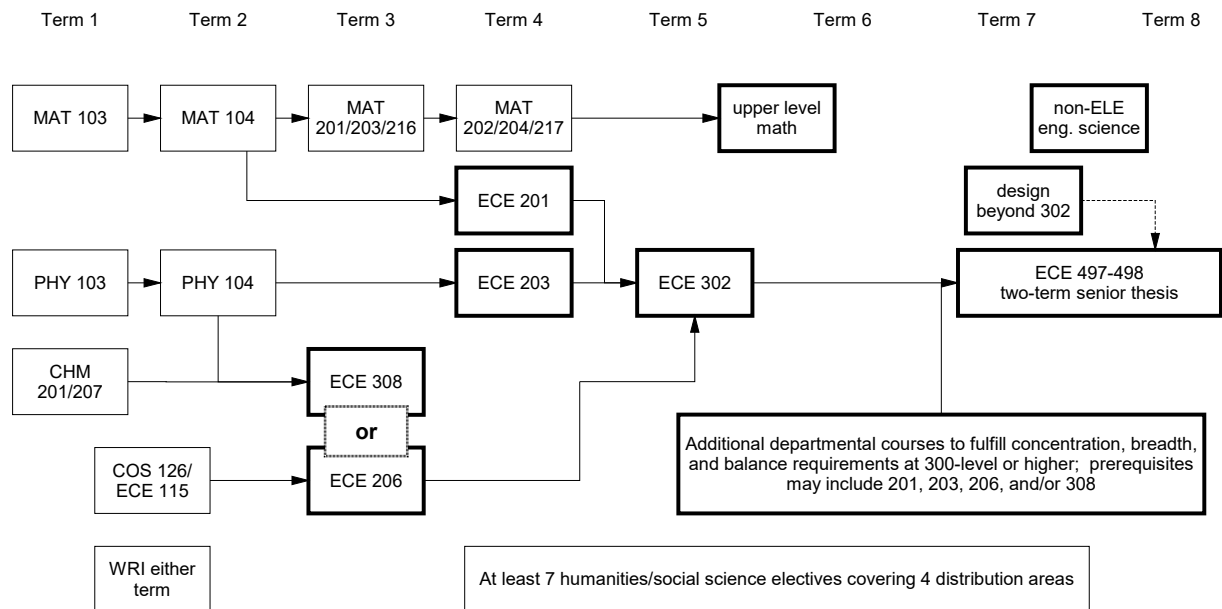 Term 1 Term 2 Term 3 Term 4 Term 5 Term 6 Term 7 Term 8
MAT 103
MAT 104
MAT
201/203/216
MAT
202/204/217
upper level
math
non-ELE
eng. science
ECE 201
design
beyond 302
PHY 103
PHY 104
ECE 203
ECE 302
ECE 497-498
two-term senior thesis
CHM
201/207
ECE 308
or
COS 126/
ECE 115
ECE 206
Additional departmental courses to fulfill concentration, breadth,
and balance requirements at 300-level or higher; prerequisites
may include 201, 203, 206, and/or 308
WRI either
term
At least 7 humanities/social science electives covering 4 distribution areas